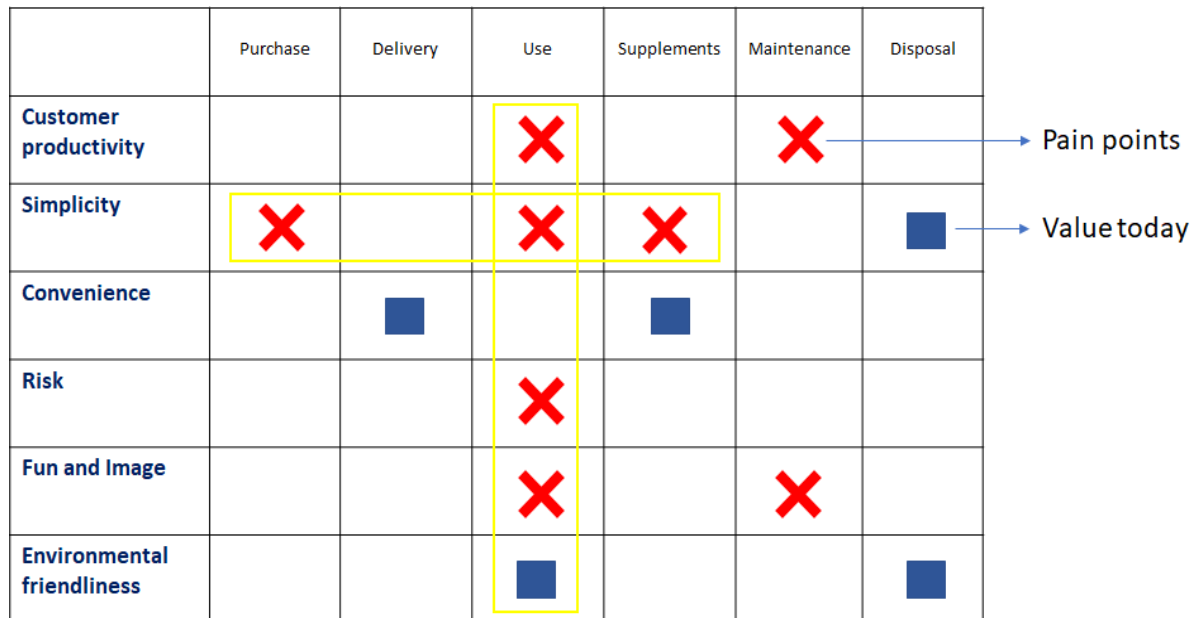 Purchase Delivery Use Supplements Maintenance Disposal
Customer
productivity
Pain points
Simplicity
Value today
Convenience
Risk
Fun and Image
Environmental
friendliness